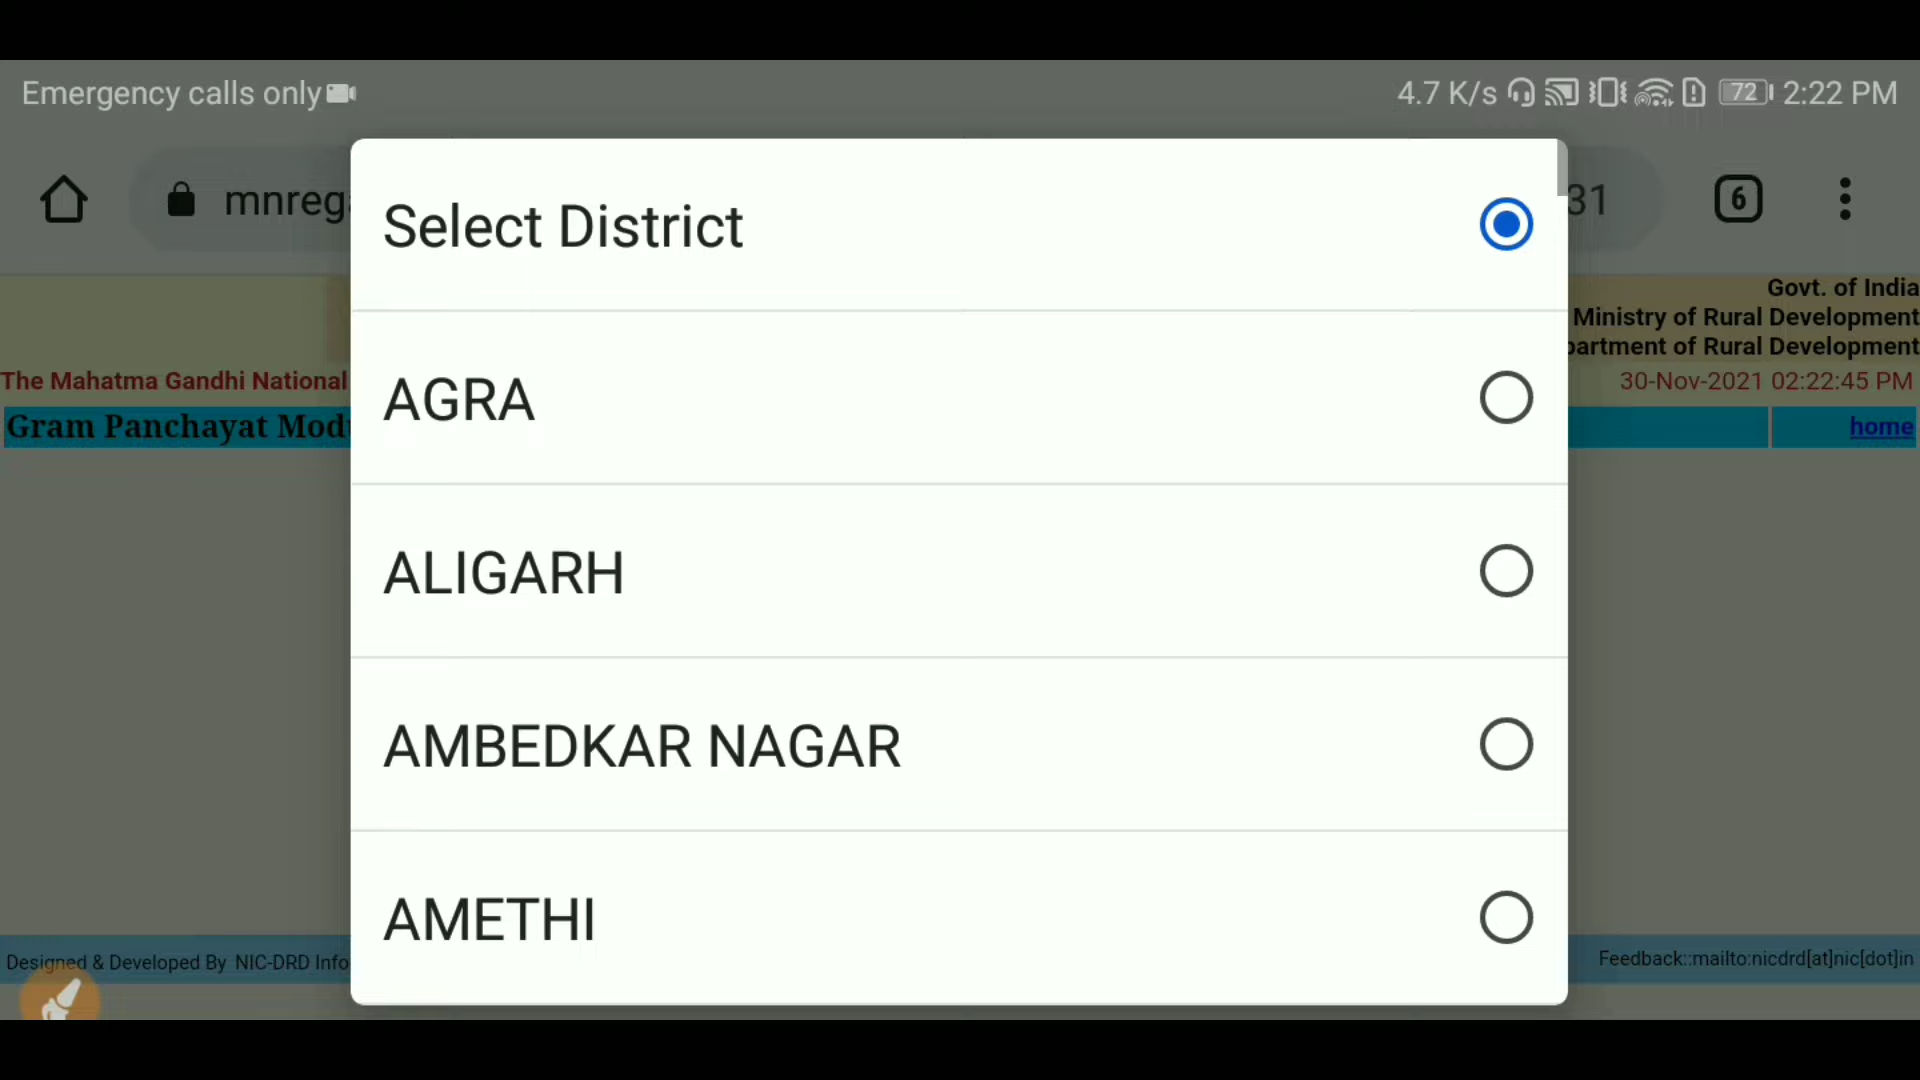 Emergency calls only
4.7 K/s 72 2:22 PM
mnreg
31
6
Select District
AGRA
ALIGARH
AMBEDKAR NAGAR
AMETHI
Govt. of India
Ministry of Rural Development
partment of Rural Development
The Mahatma Gandhi National
30-Nov-2021 02:22:45 PM
Gram Panchayat Mod
home
Designed & Developed By NIC-DRD Info
Feedback::mailto:nicdrd[at]nic[dot]in